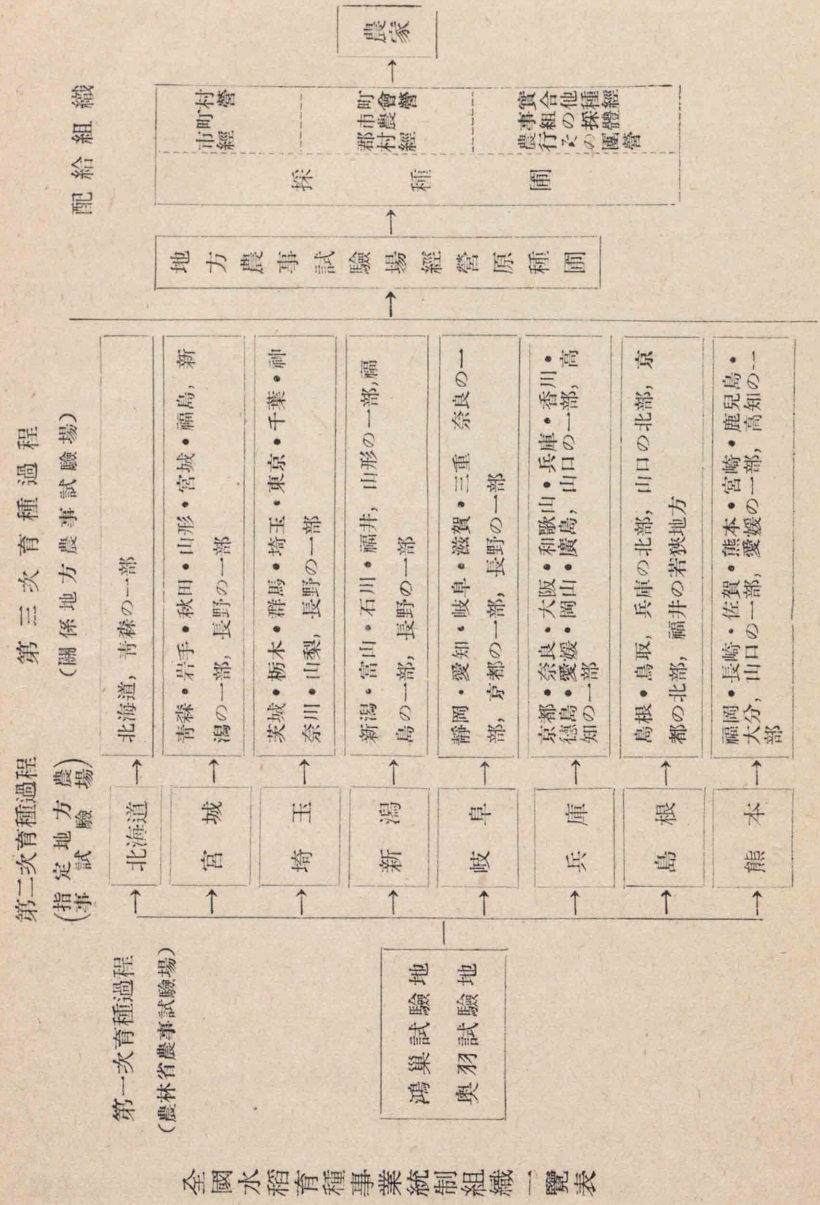 全國水稻育種事業統制組織一覽表
第一次育種過程
(農林省農事試驗場)
鴻巢試驗地
奧羽試驗地
第二次育種過程
(指定地方農
事試驗場)
北海道
宮城
埼玉
新潟
岐阜
兵庫
島根
熊本
第三次育種過程
(關係地方農事試驗場)
北海道,青森の一部
青森•岩手•秋田•山形•宮城•福島,新
潟の一部,長野の一部
茨城•栃木•群馬•埼玉•東京•千葉•神
奈川•山梨,長野の一部
新潟•富山•石川•福井,山形の一部,福
島の一部,長野の一部
靜岡•愛知•岐阜•滋賀•三重 奈良の一
部,京都の一部,長野の一部
京都•奈良•大阪•和歌山•兵庫•香川•
德島•愛媛•岡山•廣島,山口の一部,高
知の一部
島根•鳥取,兵庫の北部,山口の北部,京
都の北部,福井の若狹地方
福岡•長崎•佐賀•熊本•宮崎•鹿兒島•
大分,山口の一部,愛媛の一部,高知の一
部
配給組織
地方農事試驗場經營原種圃
採種圃
市町村
經營
郡市町
村農會
經營
農事實
行組合
その他
の採種
團體經
營
農家